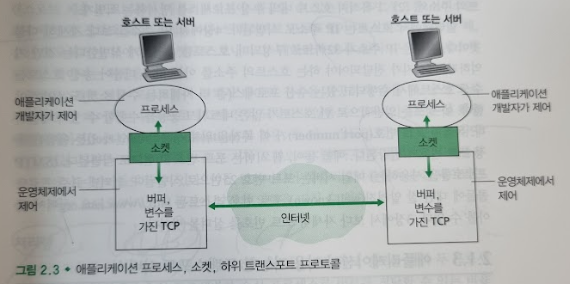 호스트 또는 서버
호스트 또는 서버
애플리케이션
개발자가 제어
프로세스
프로세스
애플리케이션
개발자가 제어
소켓
소켓
운영체제에서
제어
버퍼,
변수를
가진 TCP
인터넷
버퍼,
변수를
가진 TCP
운영체제에서
제어
그림 2.3 • 애플리케이션 프로세스, 소켓, 하위 트랜스포트 프로토콜